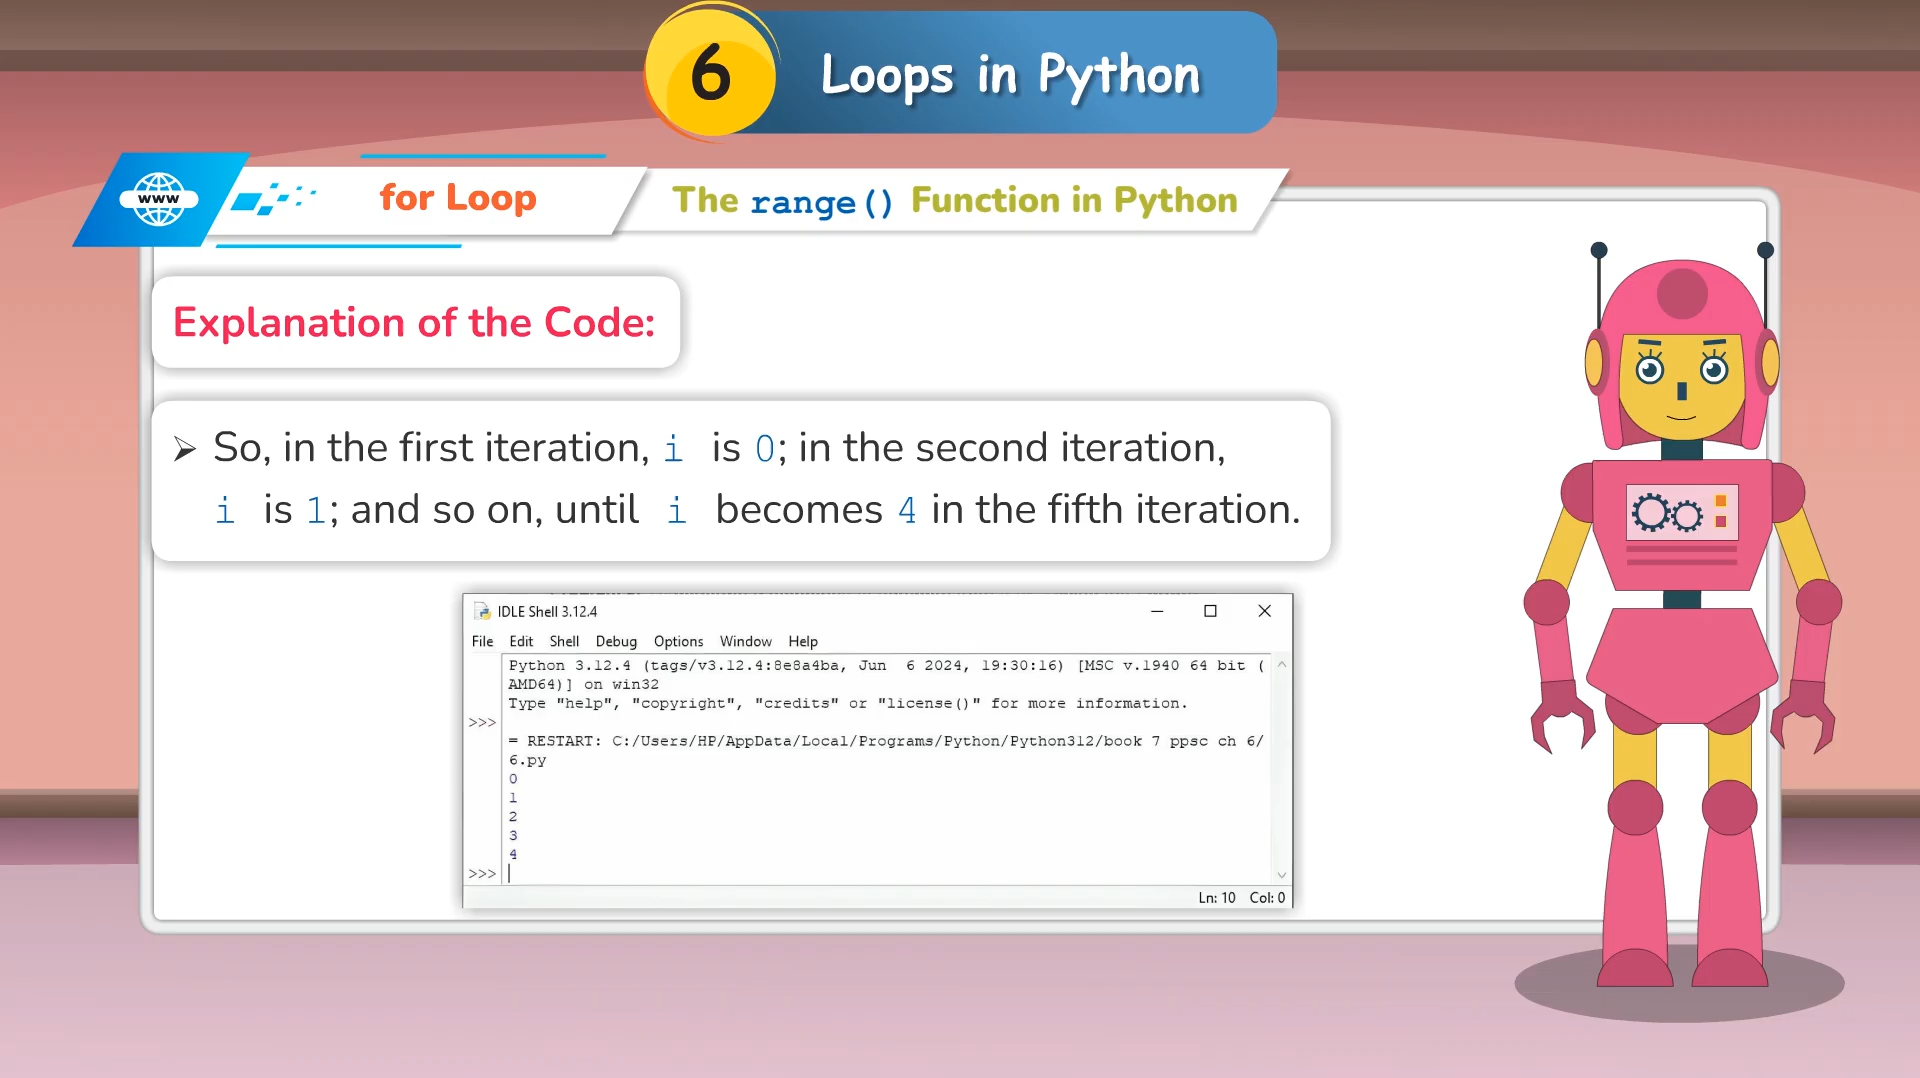 6
Loops in Python
www
for Loop
The range() Function in Python
Explanation of the Code:
➢ So, in the first iteration, i is 0; in the second iteration,
i is 1; and so on, until i becomes 4 in the fifth iteration.
IDLE Shell 3.12.4
File Edit Shell Debug Options Window Help
Python 3.12.4 (tags/v3.12.4:8e8a4ba, Jun  6 2024, 19:30:16) [MSC v.1940 64 bit (
AMD64)] on win32
Type "help", "copyright", "credits" or "license()" for more information.
>>>
= RESTART: C:/Users/HP/AppData/Local/Programs/Python/Python312/book 7 ppsc ch 6/
6.py
0
1
2
3
4
>>>
Ln: 10 Col: 0